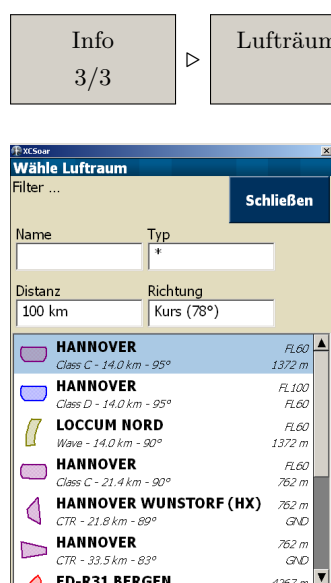 Info
3/3
Lufträum
XCSoar
Wähle Luftraum
Filter ...
Schließen
Name
Typ
*
Distanz
Richtung
100 km
Kurs (78°)
HANNOVER
FL60
Class C - 14.0 km - 95°
1372 m
HANNOVER
FL100
Class D - 14.0 km - 95°
FL60
LOCCUM NORD
FL60
Wave - 14.0 km - 90°
1372 m
HANNOVER
FL60
Class C - 21.4 km - 90°
762 m
HANNOVER WUNSTORF (HX)
762 m
CTR - 21.8 km - 89°
GND
HANNOVER
762 m
CTR - 33.5 km - 83°
GND
ED-R31 BERGEN
4267 m